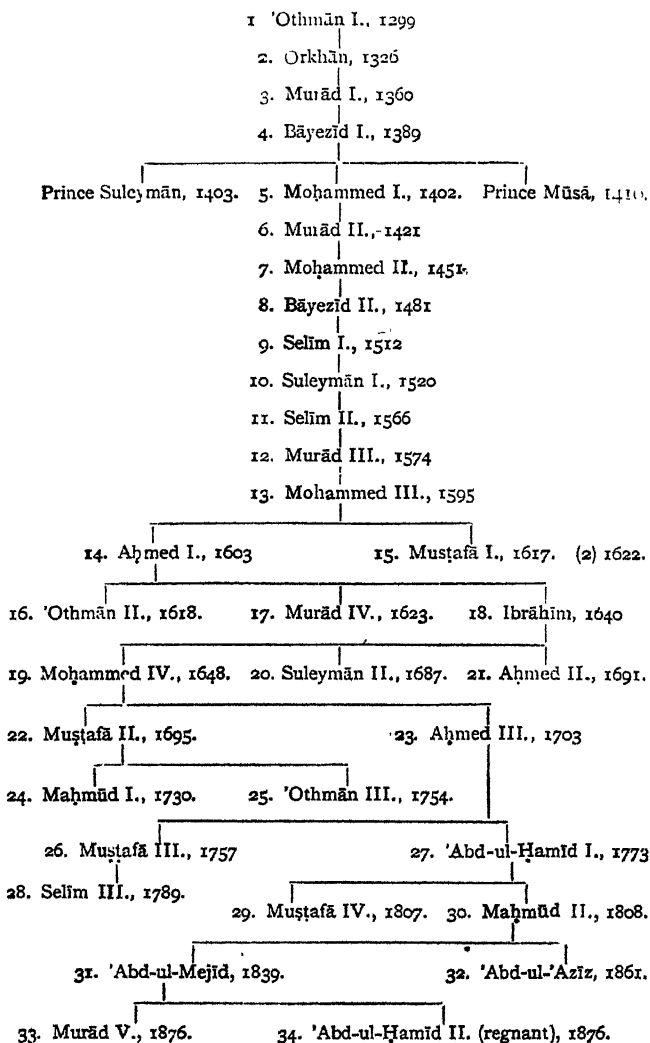 1 'Othmān I., 1299
2. Orkhān, 1326
3. Murād I., 1360
4. Bāyezīd I., 1389
Prince Suleymān, 1403. 5. Moḥammed I., 1402. Prince Mūsā, 1410.
6. Murād II., 1421
7. Moḥammed II., 1451.
8. Bāyezīd II., 1481
9. Selīm I., 1512
10. Suleymān I., 1520
11. Selīm II., 1566
12. Murād III., 1574
13. Mohammed III., 1595
14. Aḥmed I., 1603 15. Musṭafā I., 1617. (2) 1622.
16. 'Othmān II., 1618. 17. Murād IV., 1623. 18. Ibrāhīm, 1640
19. Moḥammed IV., 1648. 20. Suleymān II., 1687. 21. Aḥmed II., 1691.
22. Muṣṭafā II., 1695. 23. Aḥmed III., 1703
24. Maḥmūd I., 1730. 25. 'Othmān III., 1754.
26. Musṭafā III., 1757 27. 'Abd-ul-Ḥamīd I., 1773
28. Selīm III., 1789.
29. Muṣṭafā IV., 1807. 30. Maḥmūd II., 1808.
31. 'Abd-ul-Mejīd, 1839. 32. 'Abd-ul-'Azīz, 1861.
33. Murād V., 1876. 34. 'Abd-ul-Ḥamīd II. (regnant), 1876.